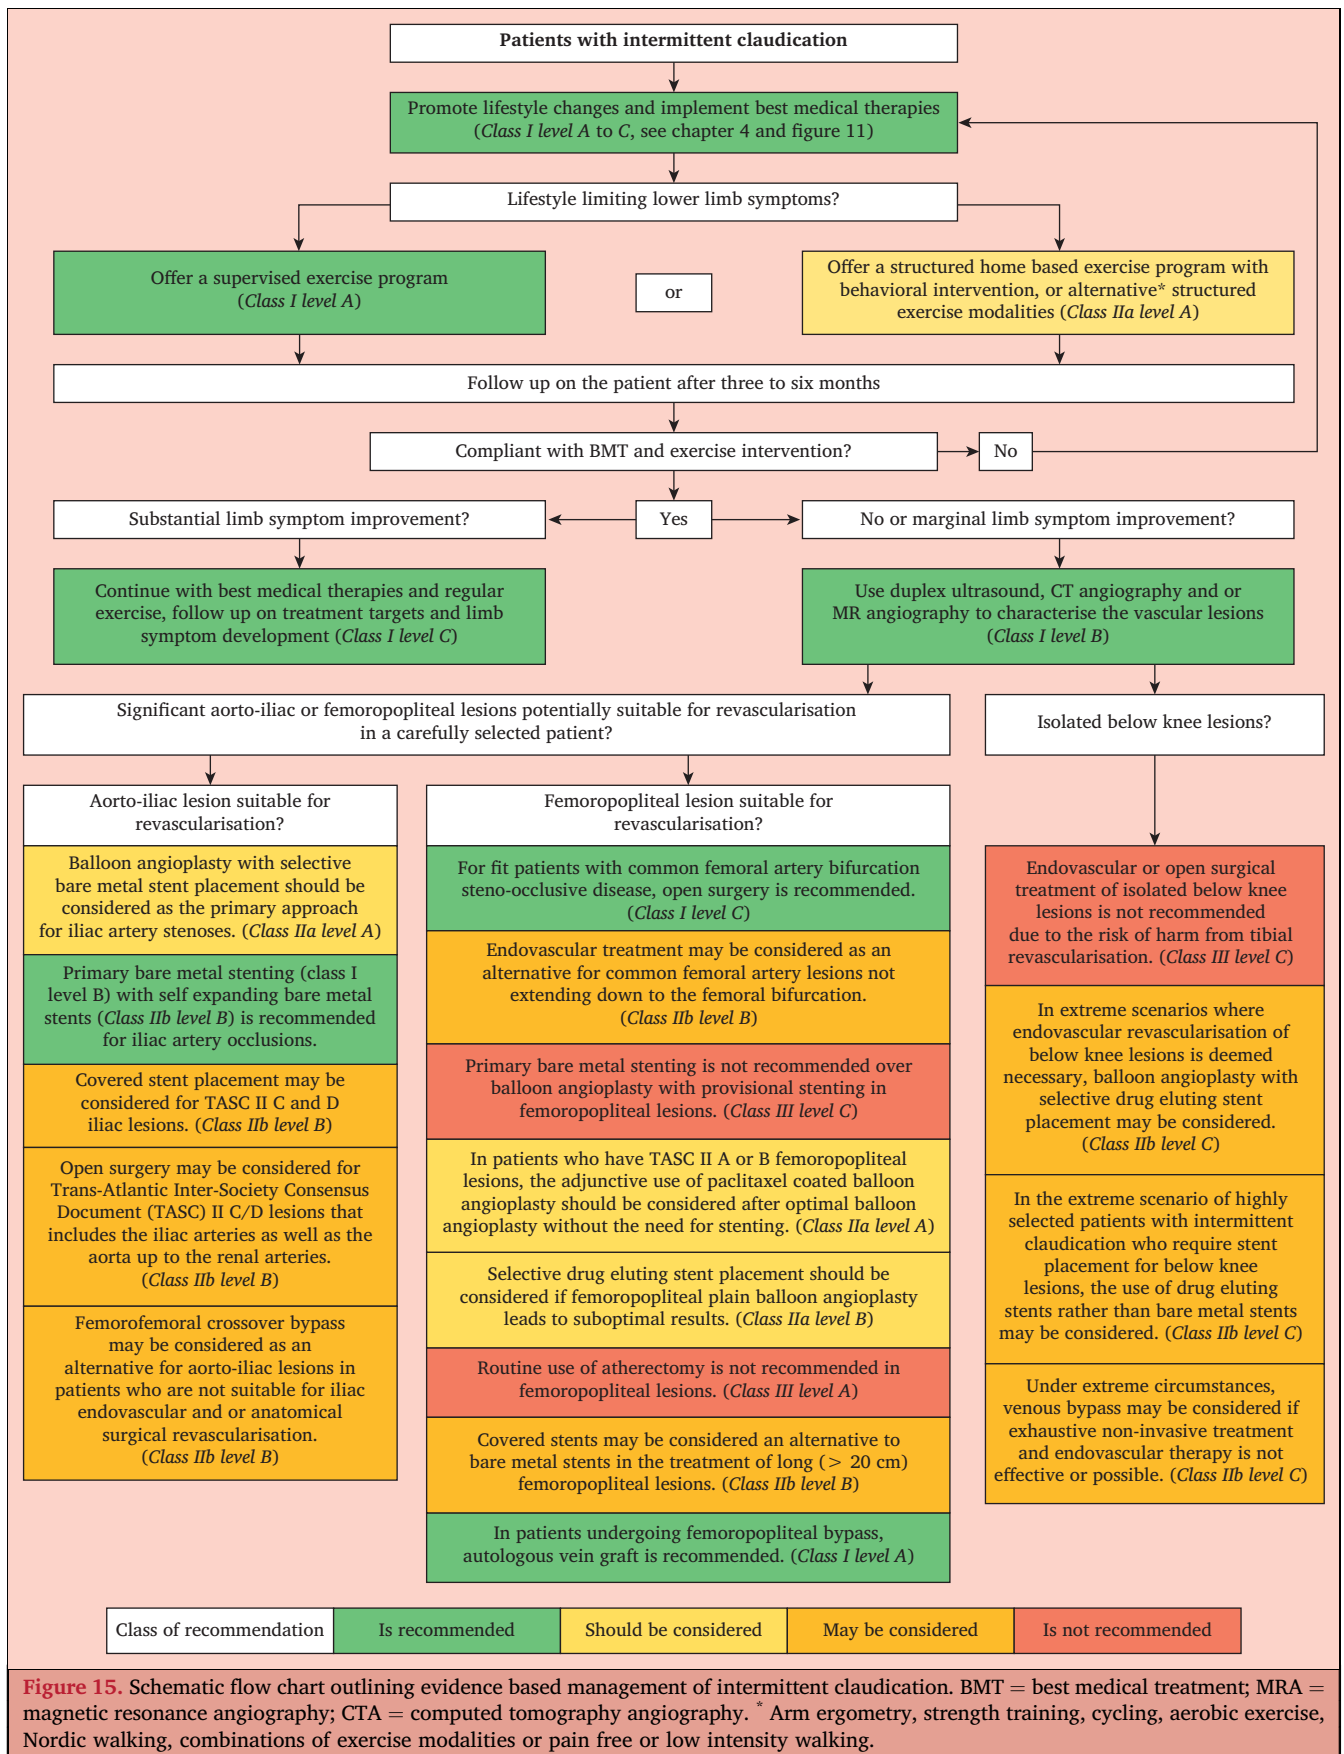 Patients with intermittent claudication
Promote lifestyle changes and implement best medical therapies
(Class I level A to C, see chapter 4 and figure 11)
Lifestyle limiting lower limb symptoms?
Offer a supervised exercise program
(Class I level A)
or
Offer a structured home based exercise program with
behavioral intervention, or alternative* structured
exercise modalities (Class IIa level A)
Follow up on the patient after three to six months
Compliant with BMT and exercise intervention?
No
Substantial limb symptom improvement?
Yes
No or marginal limb symptom improvement?
Continue with best medical therapies and regular
exercise, follow up on treatment targets and limb
symptom development (Class I level C)
Use duplex ultrasound, CT angiography and or
MR angiography to characterise the vascular lesions
(Class I level B)
Significant aorto-iliac or femoropopliteal lesions potentially suitable for revascularisation
in a carefully selected patient?
Isolated below knee lesions?
Aorto-iliac lesion suitable for
revascularisation?
Balloon angioplasty with selective
bare metal stent placement should be
considered as the primary approach
for iliac artery stenoses. (Class IIa level A)
Primary bare metal stenting (class I
level B) with self expanding bare metal
stents (Class IIb level B) is recommended
for iliac artery occlusions.
Covered stent placement may be
considered for TASC II C and D
iliac lesions. (Class IIb level B)
Open surgery may be considered for
Trans-Atlantic Inter-Society Consensus
Document (TASC) II C/D lesions that
includes the iliac arteries as well as the
aorta up to the renal arteries.
(Class IIb level B)
Femorofemoral crossover bypass
may be considered as an
alternative for aorto-iliac lesions in
patients who are not suitable for iliac
endovascular and or anatomical
surgical revascularisation.
(Class IIb level B)
Femoropopliteal lesion suitable for
revascularisation?
For fit patients with common femoral artery bifurcation
steno-occlusive disease, open surgery is recommended.
(Class I level C)
Endovascular treatment may be considered as an
alternative for common femoral artery lesions not
extending down to the femoral bifurcation.
(Class IIb level B)
Primary bare metal stenting is not recommended over
balloon angioplasty with provisional stenting in
femoropopliteal lesions. (Class III level C)
In patients who have TASC II A or B femoropopliteal
lesions, the adjunctive use of paclitaxel coated balloon
angioplasty should be considered after optimal balloon
angioplasty without the need for stenting. (Class IIa level A)
Selective drug eluting stent placement should be
considered if femoropopliteal plain balloon angioplasty
leads to suboptimal results. (Class IIa level B)
Routine use of atherectomy is not recommended in
femoropopliteal lesions. (Class III level A)
Covered stents may be considered an alternative to
bare metal stents in the treatment of long (> 20 cm)
femoropopliteal lesions. (Class IIb level B)
In patients undergoing femoropopliteal bypass,
autologous vein graft is recommended. (Class I level A)
Endovascular or open surgical
treatment of isolated below knee
lesions is not recommended
due to the risk of harm from tibial
revascularisation. (Class III level C)
In extreme scenarios where
endovascular revascularisation of
below knee lesions is deemed
necessary, balloon angioplasty with
selective drug eluting stent
placement may be considered.
(Class IIb level C)
In the extreme scenario of highly
selected patients with intermittent
claudication who require stent
placement for below knee
lesions, the use of drug eluting
stents rather than bare metal stents
may be considered. (Class IIb level C)
Under extreme circumstances,
venous bypass may be considered if
exhaustive non-invasive treatment
and endovascular therapy is not
effective or possible. (Class IIb level C)
Class of recommendation
Is recommended
Should be considered
May be considered
Is not recommended
Figure 15. Schematic flow chart outlining evidence based management of intermittent claudication. BMT = best medical treatment; MRA =
magnetic resonance angiography; CTA = computed tomography angiography. * Arm ergometry, strength training, cycling, aerobic exercise,
Nordic walking, combinations of exercise modalities or pain free or low intensity walking.